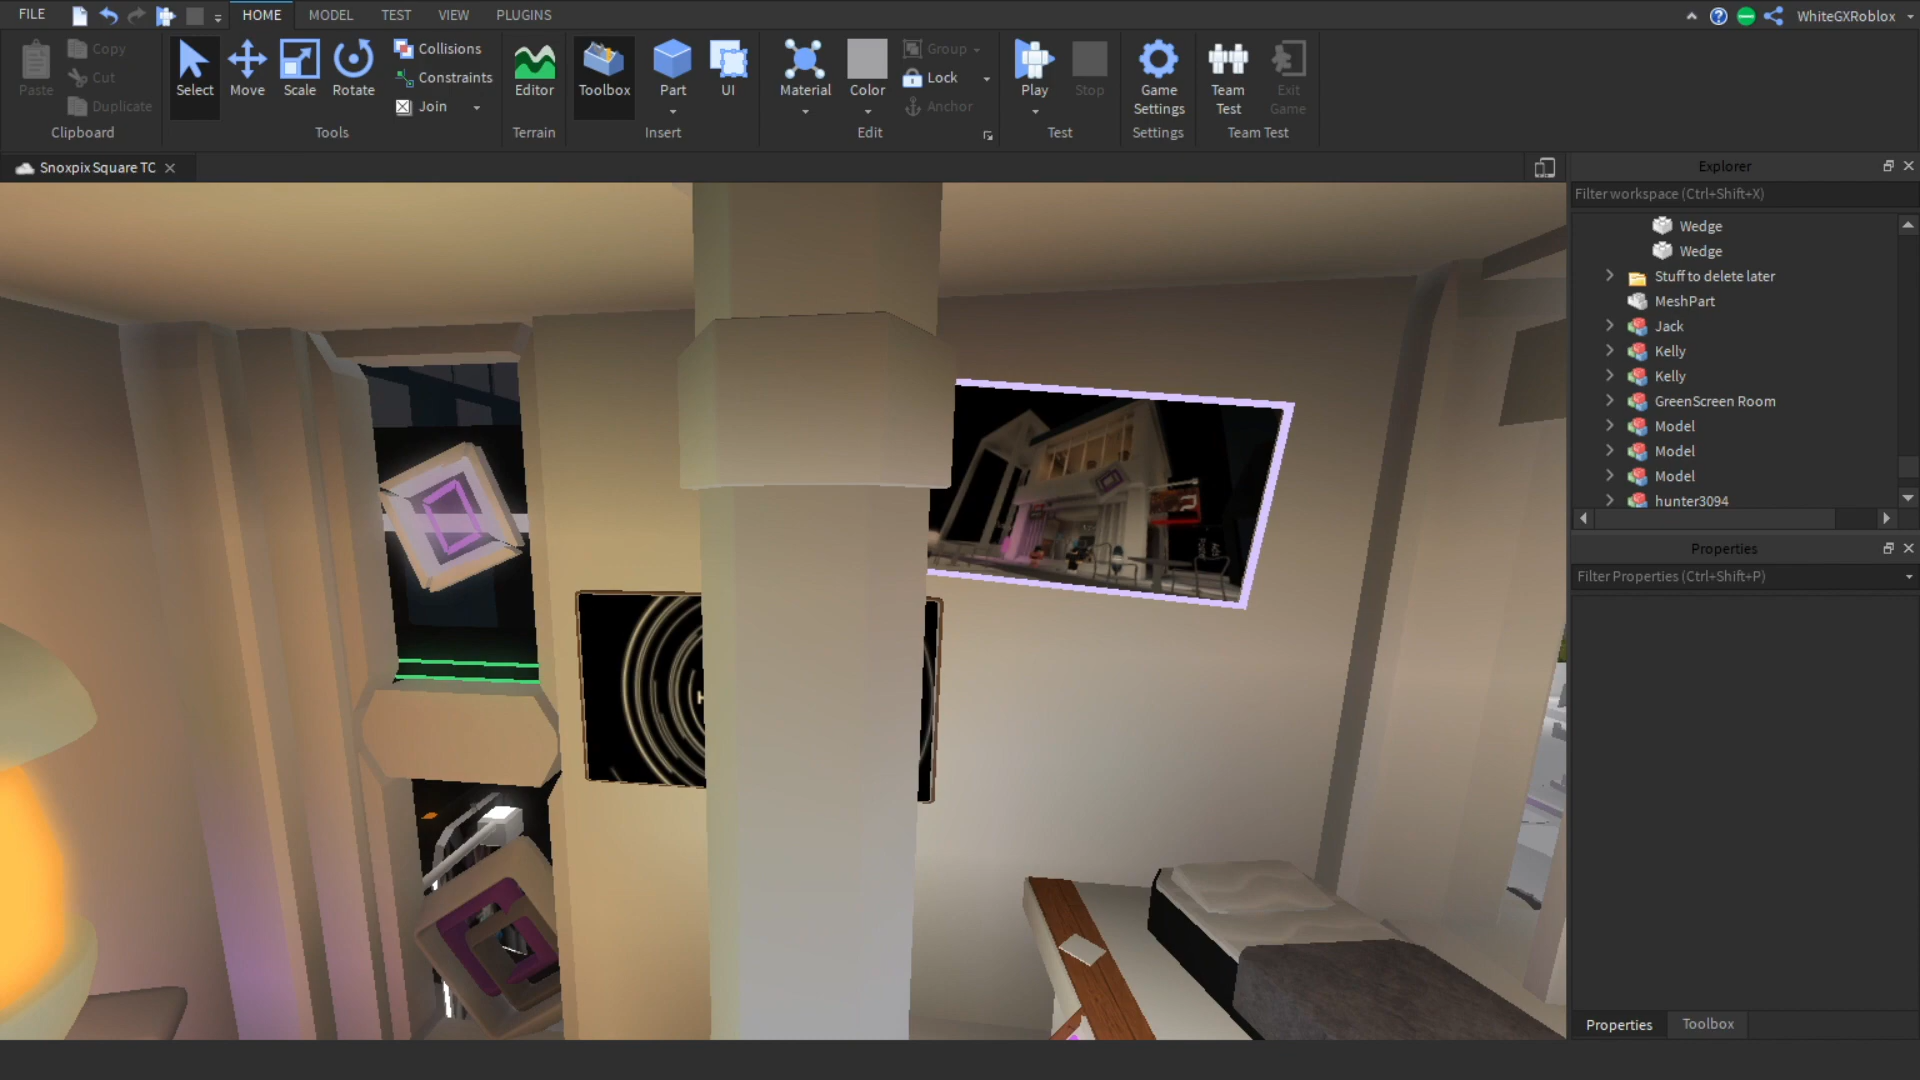 FILE HOME MODEL TEST VIEW PLUGINS WhiteGXRoblox
Paste Copy Cut Duplicate Clipboard
Select Move Scale Rotate Collisions Constraints Join Tools
Editor Terrain
Toolbox Part UI Insert
Material Color Group Lock Anchor Edit
Play Stop Test
Game Settings Settings
Team Test Exit Game Team Test
Snoxpix Square TC
Explorer
Filter workspace (Ctrl+Shift+X)
Wedge
Wedge
Stuff to delete later
MeshPart
Jack
Kelly
Kelly
GreenScreen Room
Model
Model
Model
hunter3094
Properties
Filter Properties (Ctrl+Shift+P)
Properties Toolbox